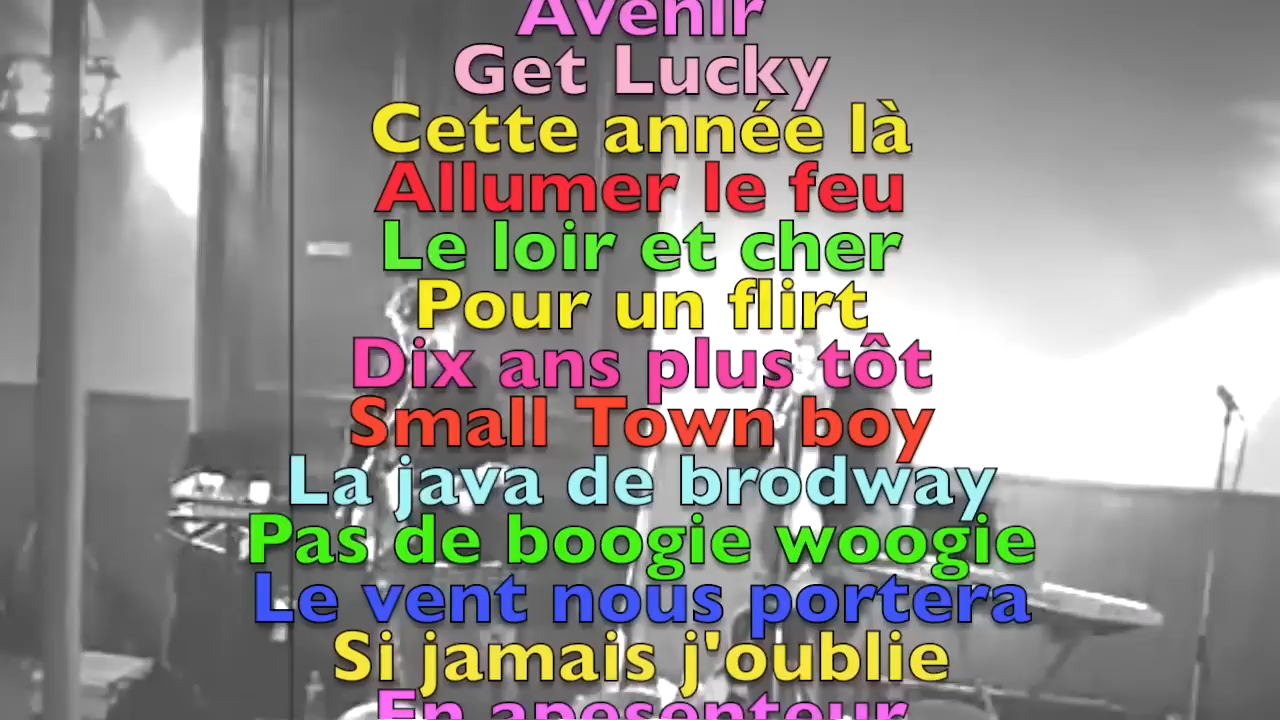 Avenir
Get Lucky
Cette année là
Allumer le feu
Le loir et cher
Pour un flirt
Dix ans plus tôt
Small Town boy
La java de brodway
Pas de boogie woogie
Le vent nous portera
Si jamais j'oublie
En apesenteur